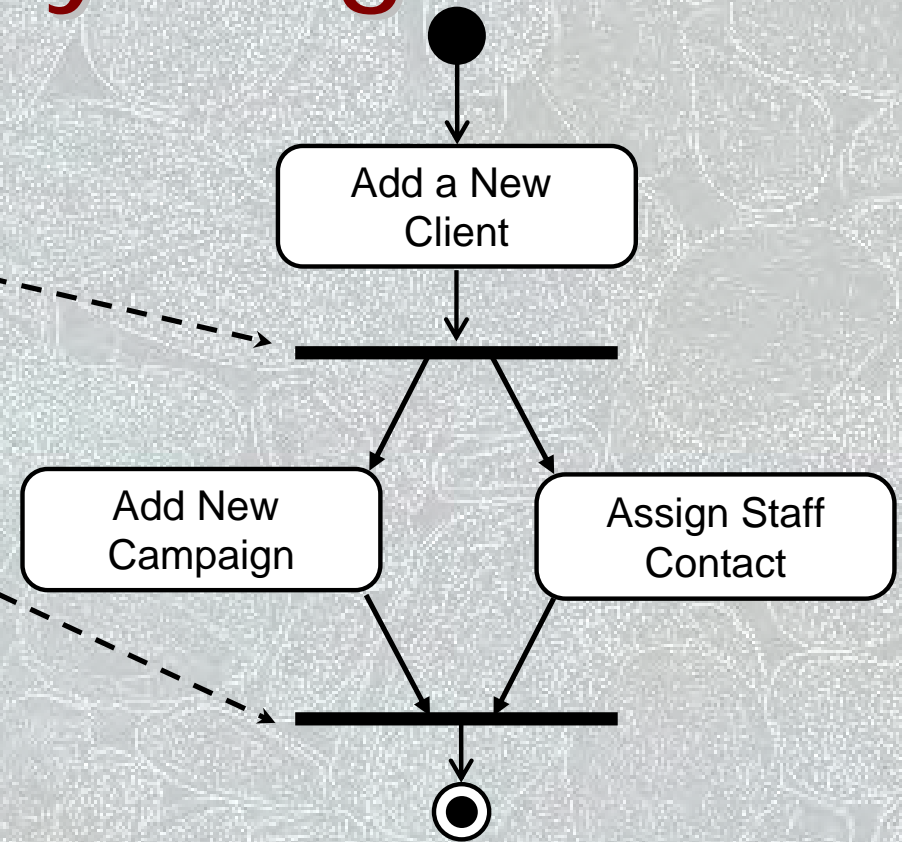 Add a New
Client
Add New
Campaign
Assign Staff
Contact